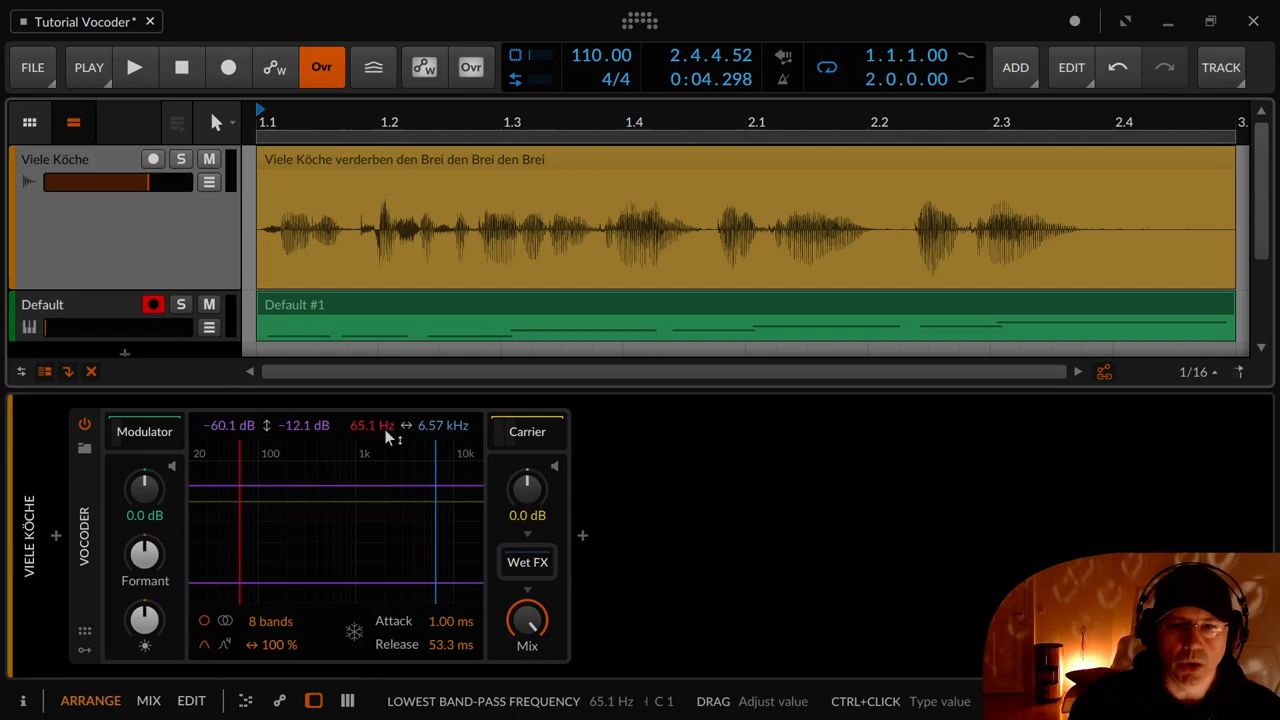 Tutorial Vocoder*
FILE
PLAY
Ovr
Ovr
110.00
4/4
2.4.4.52
0:04.298
1.1.1.00
2.0.0.00
ADD
EDIT
TRACK
1.1
1.2
1.3
1.4
2.1
2.2
2.3
2.4
3.
Viele Köche
S
M
Viele Köche verderben den Brei den Brei den Brei
Default
S
M
Default #1
1/16
VIELE KÖCHE
VOCODER
Modulator
0.0 dB
Formant
−60.1 dB
−12.1 dB
65.1 Hz
6.57 kHz
20
100
1k
10k
8 bands
100 %
Attack
1.00 ms
Release
53.3 ms
Carrier
0.0 dB
Wet FX
Mix
ARRANGE
MIX
EDIT
LOWEST BAND-PASS FREQUENCY
65.1 Hz
C 1
DRAG
Adjust value
CTRL+CLICK
Type value